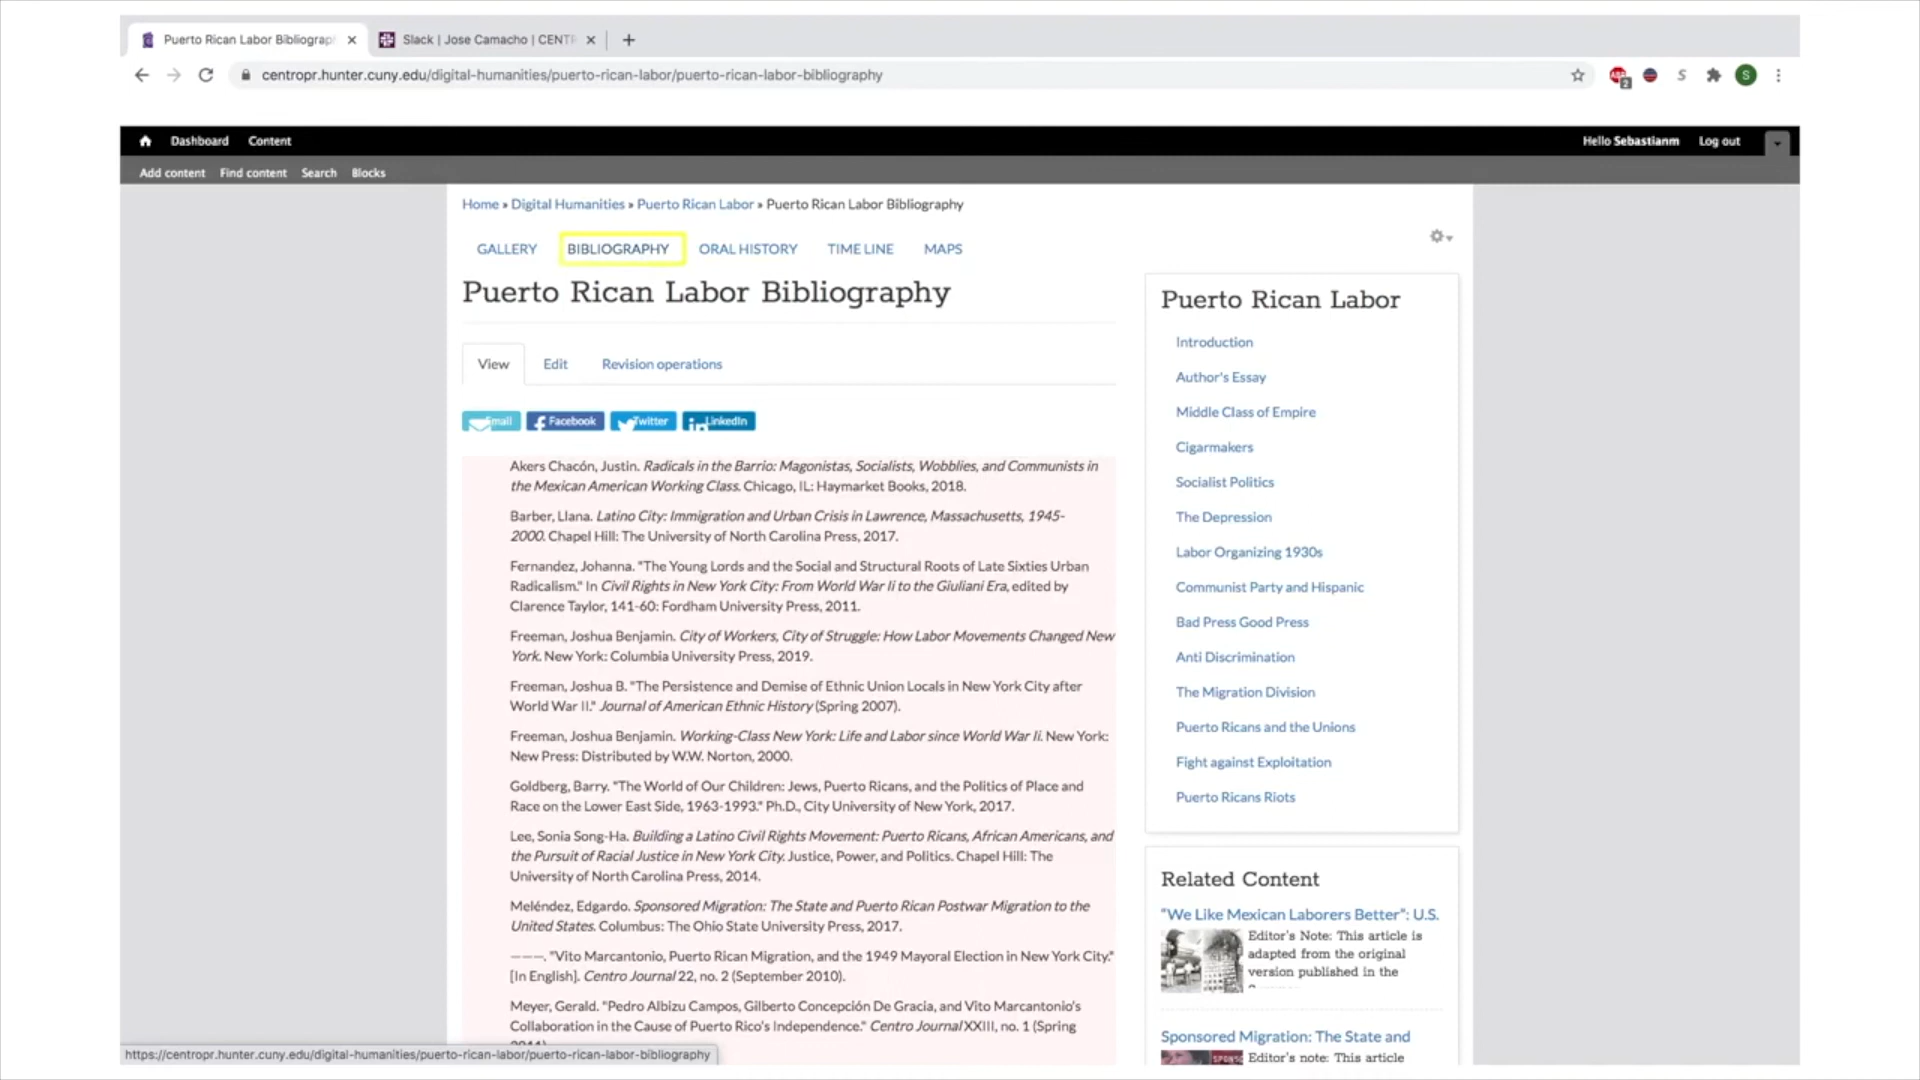 Puerto Rican Labor Bibliograp
Slack | Jose Camacho | CENT
centropr.hunter.cuny.edu/digital-humanities/puerto-rican-labor/puerto-rican-labor-bibliography
ABP 2 S S
Dashboard Content
Hello Sebastianm Log out
Add content Find content Search Blocks
Home » Digital Humanities » Puerto Rican Labor » Puerto Rican Labor Bibliography
GALLERY BIBLIOGRAPHY ORAL HISTORY TIME LINE MAPS
Puerto Rican Labor Bibliography
View Edit Revision operations
Email Facebook Twitter LinkedIn
Akers Chacón, Justin. Radicals in the Barrio: Magonistas, Socialists, Wobblies, and Communists in
the Mexican American Working Class. Chicago, IL: Haymarket Books, 2018.
Barber, Llana. Latino City: Immigration and Urban Crisis in Lawrence, Massachusetts, 1945-
2000. Chapel Hill: The University of North Carolina Press, 2017.
Fernandez, Johanna. "The Young Lords and the Social and Structural Roots of Late Sixties Urban
Radicalism." In Civil Rights in New York City: From World War Ii to the Giuliani Era, edited by
Clarence Taylor, 141-60: Fordham University Press, 2011.
Freeman, Joshua Benjamin. City of Workers, City of Struggle: How Labor Movements Changed New
York. New York: Columbia University Press, 2019.
Freeman, Joshua B. "The Persistence and Demise of Ethnic Union Locals in New York City after
World War II." Journal of American Ethnic History (Spring 2007).
Freeman, Joshua Benjamin. Working-Class New York: Life and Labor since World War Ii. New York:
New Press: Distributed by W.W. Norton, 2000.
Goldberg, Barry. "The World of Our Children: Jews, Puerto Ricans, and the Politics of Place and
Race on the Lower East Side, 1963-1993." Ph.D., City University of New York, 2017.
Lee, Sonia Song-Ha. Building a Latino Civil Rights Movement: Puerto Ricans, African Americans, and
the Pursuit of Racial Justice in New York City. Justice, Power, and Politics. Chapel Hill: The
University of North Carolina Press, 2014.
Meléndez, Edgardo. Sponsored Migration: The State and Puerto Rican Postwar Migration to the
United States. Columbus: The Ohio State University Press, 2017.
———. "Vito Marcantonio, Puerto Rican Migration, and the 1949 Mayoral Election in New York City."
[In English]. Centro Journal 22, no. 2 (September 2010).
Meyer, Gerald. "Pedro Albizu Campos, Gilberto Concepción De Gracia, and Vito Marcantonio's
Collaboration in the Cause of Puerto Rico's Independence." Centro Journal XXIII, no. 1 (Spring
Puerto Rican Labor
Introduction
Author's Essay
Middle Class of Empire
Cigarmakers
Socialist Politics
The Depression
Labor Organizing 1930s
Communist Party and Hispanic
Bad Press Good Press
Anti Discrimination
The Migration Division
Puerto Ricans and the Unions
Fight against Exploitation
Puerto Ricans Riots
Related Content
"We Like Mexican Laborers Better": U.S.
Editor's Note: This article is
adapted from the original
version published in the
Sponsored Migration: The State and
SPONSO
Editor's note: This article
https://centropr.hunter.cuny.edu/digital-humanities/puerto-rican-labor/puerto-rican-labor-bibliography